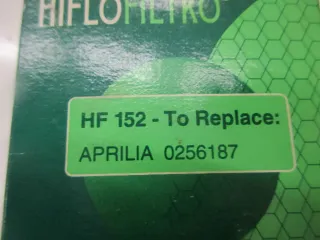 HIFLOFILTRO
HF 152 - To Replace:
APRILIA 0256187